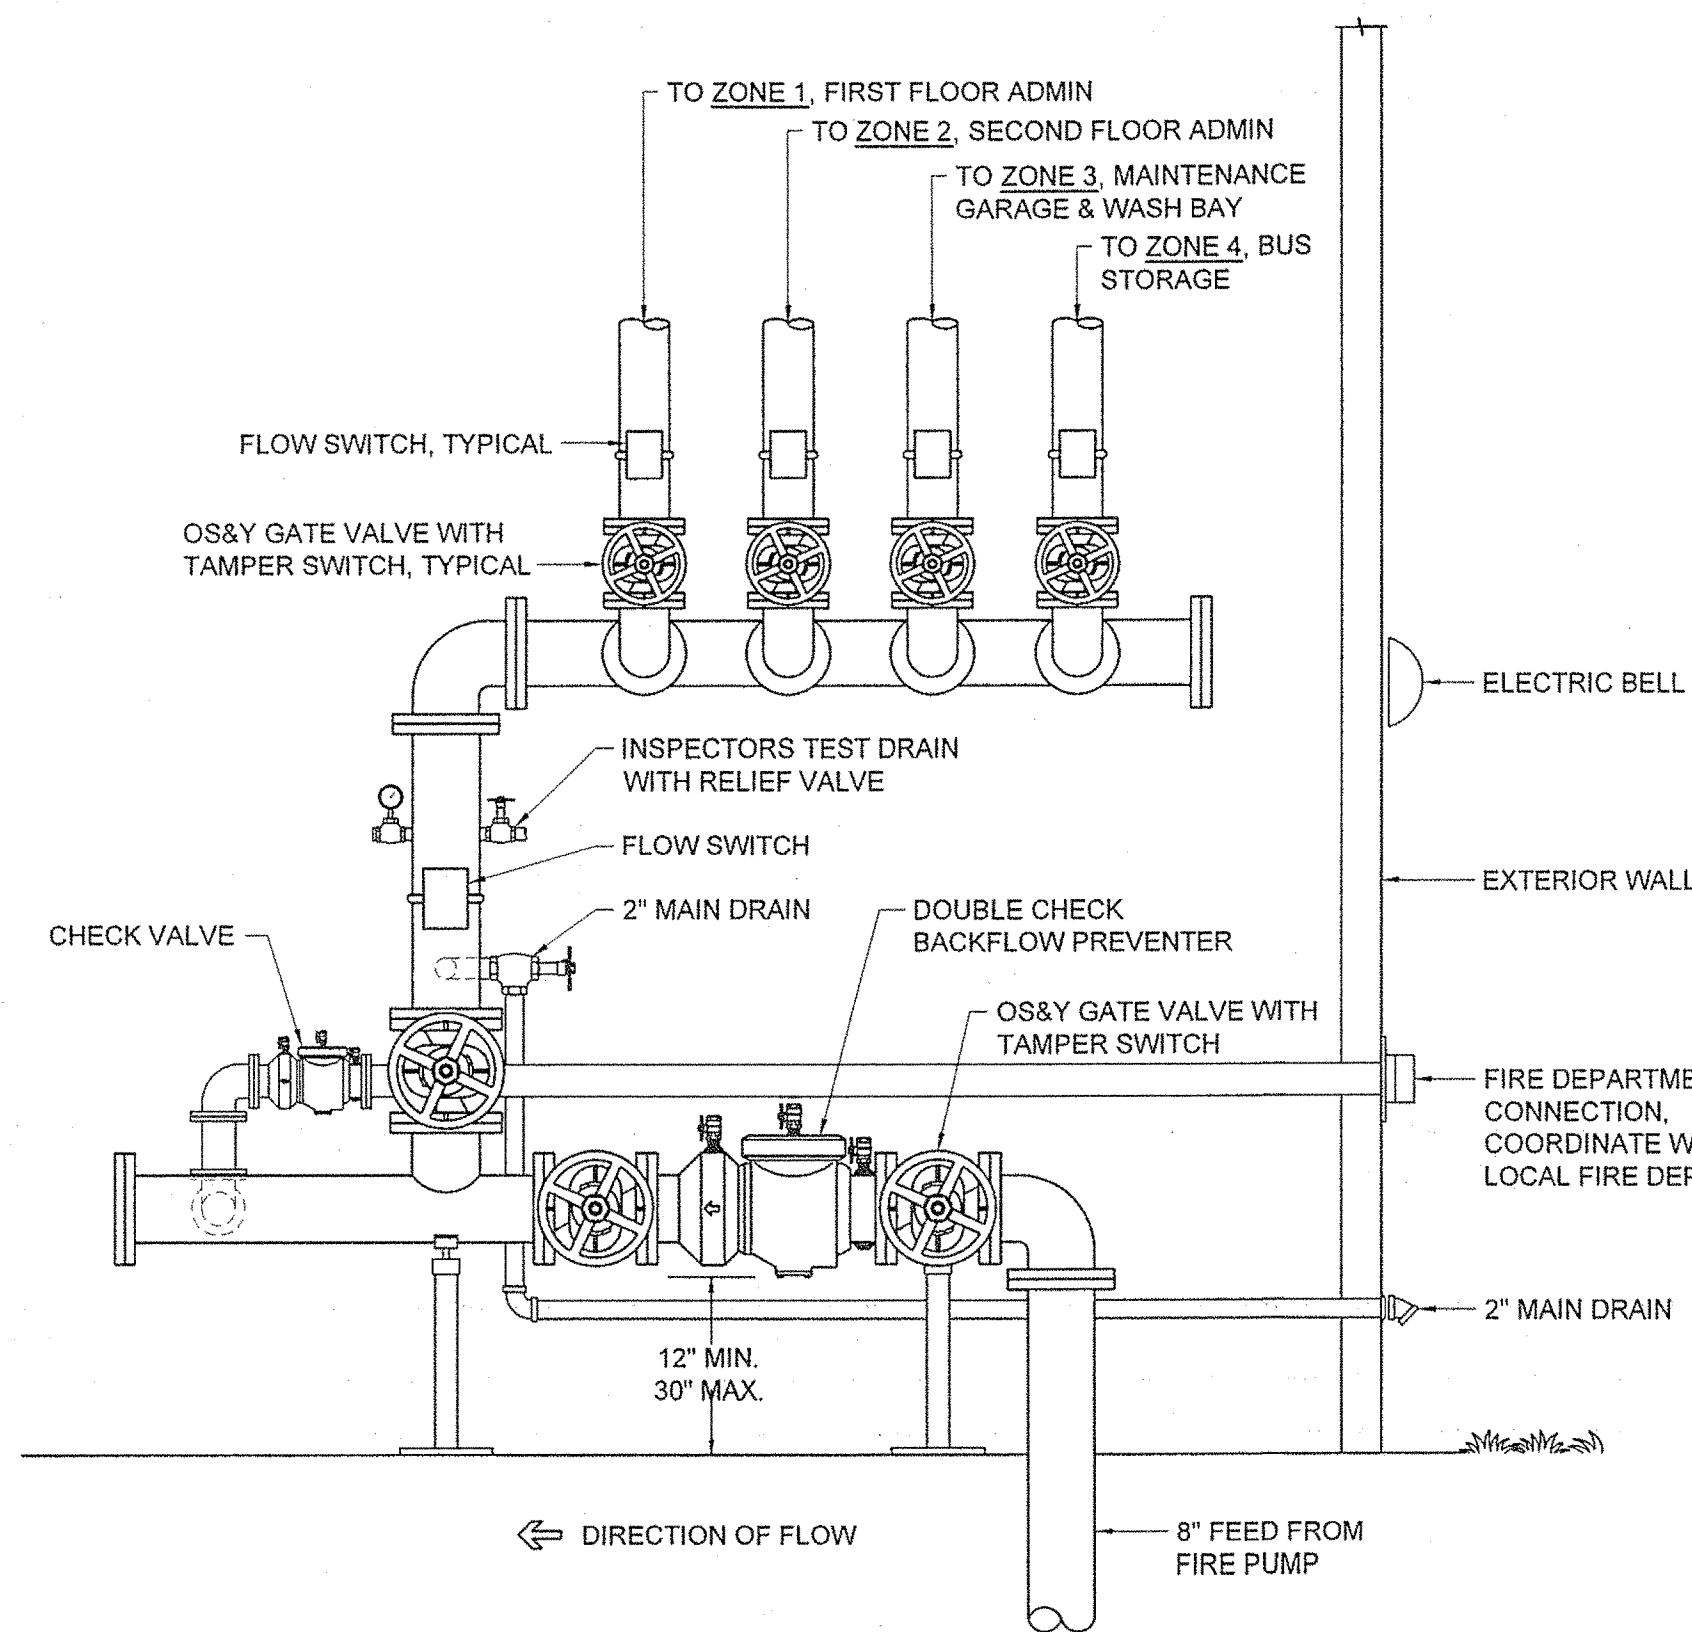 TO ZONE 1, FIRST FLOOR ADMIN
TO ZONE 2, SECOND FLOOR ADMIN
TO ZONE 3, MAINTENANCE
GARAGE & WASH BAY
TO ZONE 4, BUS
STORAGE
FLOW SWITCH, TYPICAL
OS&Y GATE VALVE WITH
TAMPER SWITCH, TYPICAL
ELECTRIC BELL
INSPECTORS TEST DRAIN
WITH RELIEF VALVE
FLOW SWITCH
EXTERIOR WALL
2" MAIN DRAIN
DOUBLE CHECK
BACKFLOW PREVENTER
CHECK VALVE
OS&Y GATE VALVE WITH
TAMPER SWITCH
FIRE DEPARTME
CONNECTION,
COORDINATE W
LOCAL FIRE DEP
2" MAIN DRAIN
12" MIN.
30" MAX.
DIRECTION OF FLOW
8" FEED FROM
FIRE PUMP